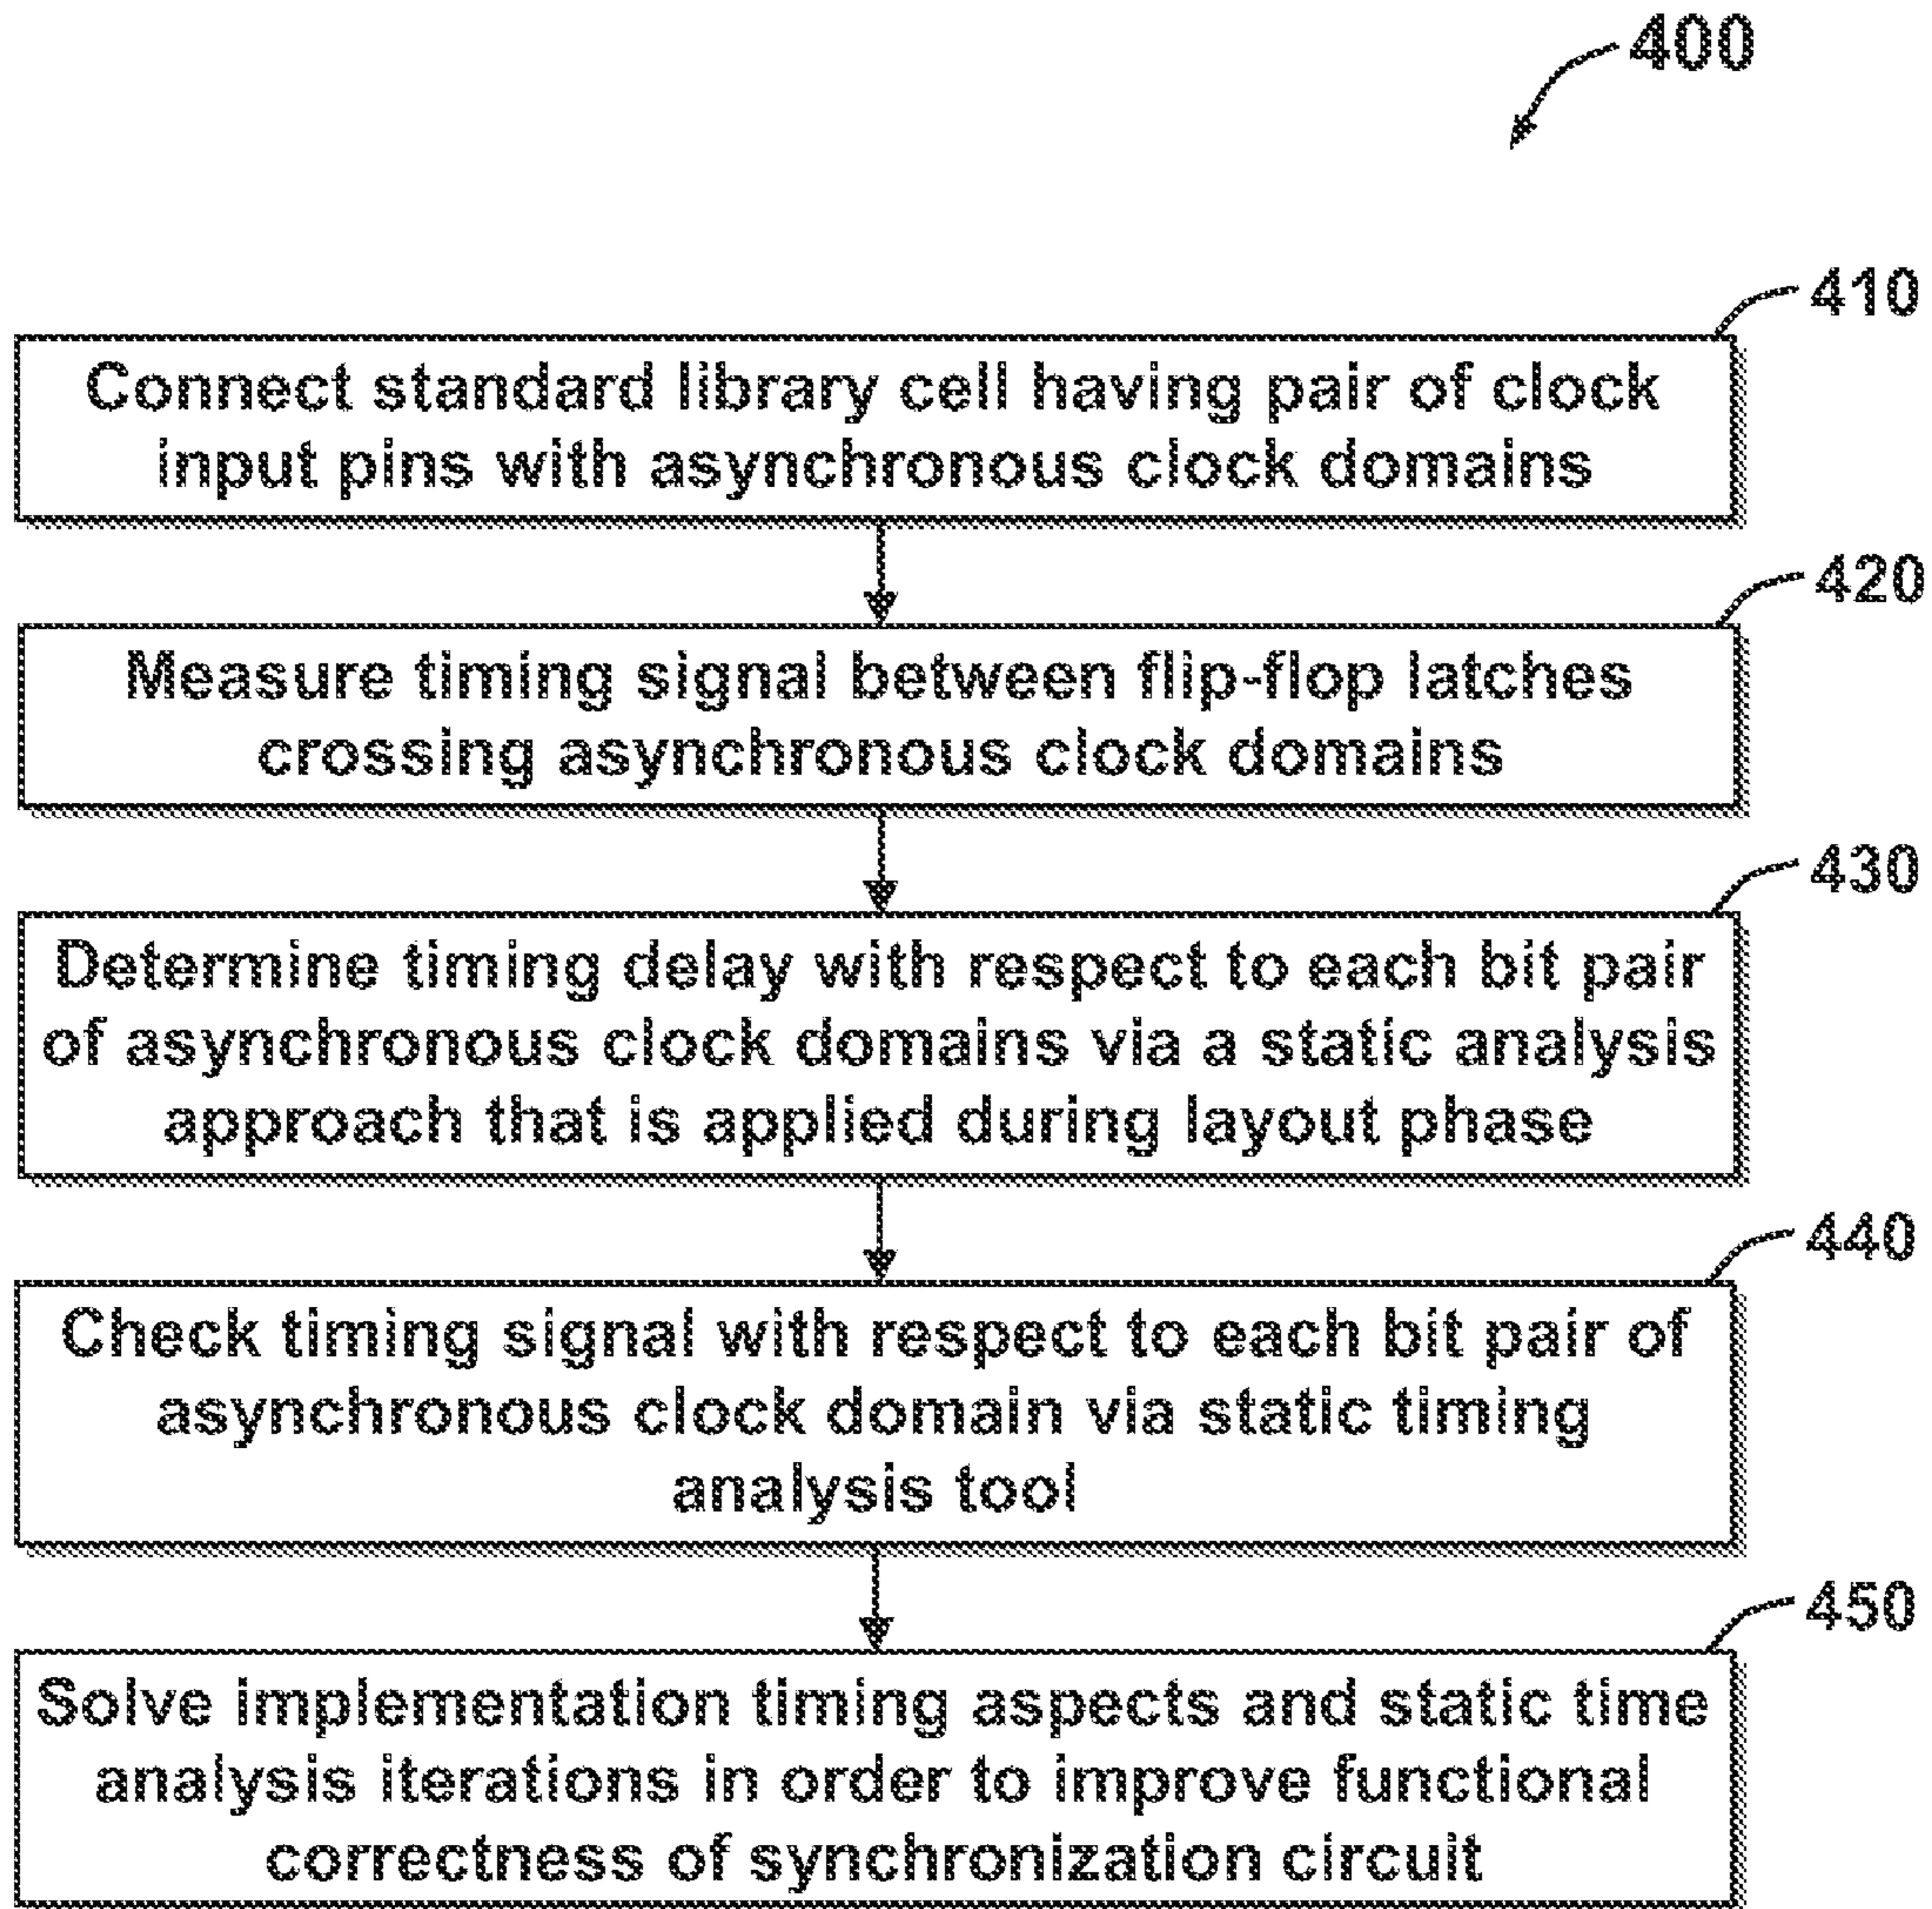 400
410
Connect standard library cell having pair of clock
input pins with asynchronous clock domains
420
Measure timing signal between flip-flop latches
crossing asynchronous clock domains
430
Determine timing delay with respect to each bit pair
of asynchronous clock domains via a static analysis
approach that is applied during layout phase
440
Check timing signal with respect to each bit pair of
asynchronous clock domain via static timing
analysis tool
450
Solve implementation timing aspects and static time
analysis iterations in order to improve functional
correctness of synchronization circuit